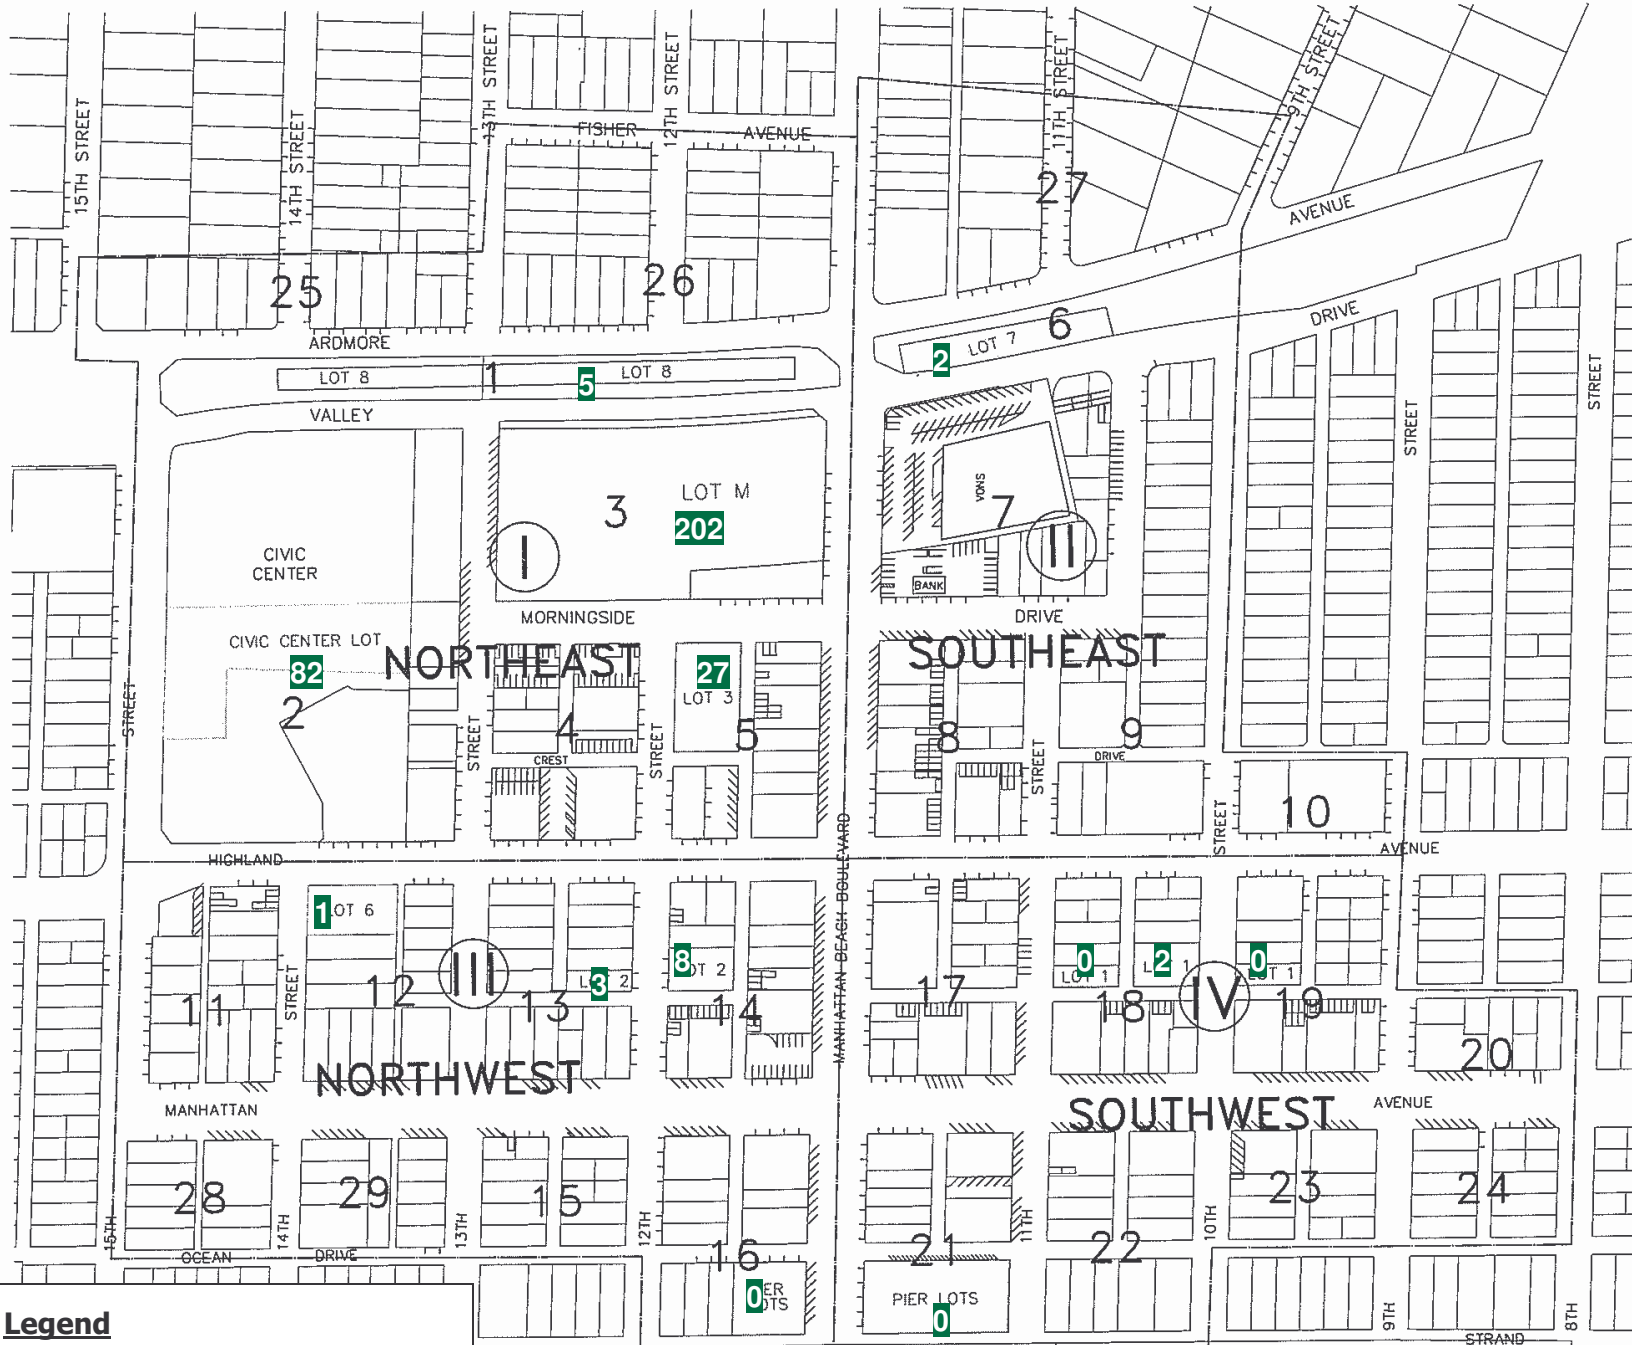 15TH STREET
14TH STREET
13TH STREET
12TH STREET
11TH STREET
9TH STREET
FISHER AVENUE
27
AVENUE
25
26
ARDMORE
DRIVE
6
LOT 7
2
LOT 8
1
5
LOT 8
VALLEY
STREET
STREET
VONS
7
II
BANK
3
LOT M
202
I
CIVIC
CENTER
MORNINGSIDE
DRIVE
CIVIC CENTER LOT
82
NORTHEAST
27
LOT 3
SOUTHEAST
2
STREET
STREET
4
STREET
5
8
STREET
9
CREST
DRIVE
10
STREET
HIGHLAND
AVENUE
MANHATTAN BEACH BOULEVARD
1
LOT 6
STREET
11
12
III
13
3
LOT 2
8
LOT 2
14
17
0
LOT 1
2
0
LOT 1
18
IV
19
20
NORTHWEST
MANHATTAN
SOUTHWEST
AVENUE
28
29
15
16
21
22
23
24
15TH
14TH
13TH
12TH
11TH
10TH
9TH
8TH
OCEAN
DRIVE
0
PIER LOTS
0
STRAND
Legend